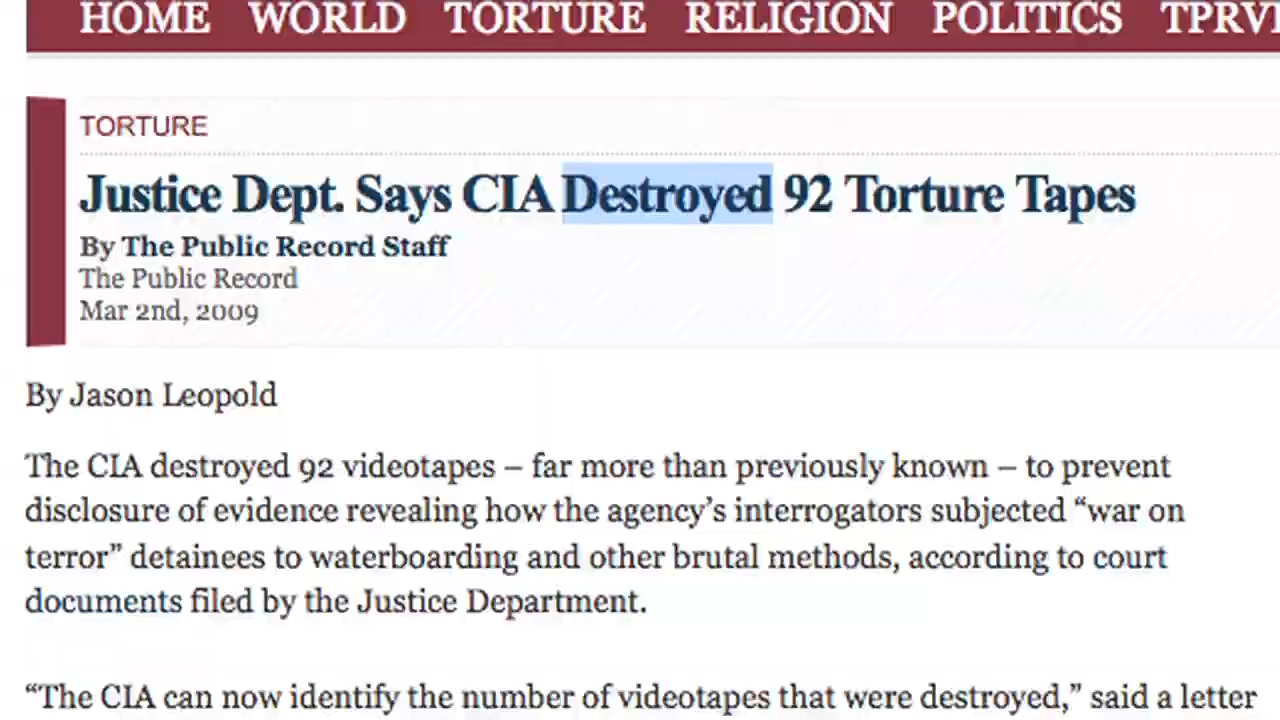 HOME WORLD TORTURE RELIGION POLITICS
TORTURE
Justice Dept. Says CIA Destroyed 92 Torture Tapes
By The Public Record Staff
The Public Record
Mar 2nd, 2009
By Jason Leopold
The CIA destroyed 92 videotapes – far more than previously known – to prevent
disclosure of evidence revealing how the agency’s interrogators subjected “war on
terror” detainees to waterboarding and other brutal methods, according to court
documents filed by the Justice Department.
“The CIA can now identify the number of videotapes that were destroyed,” said a letter